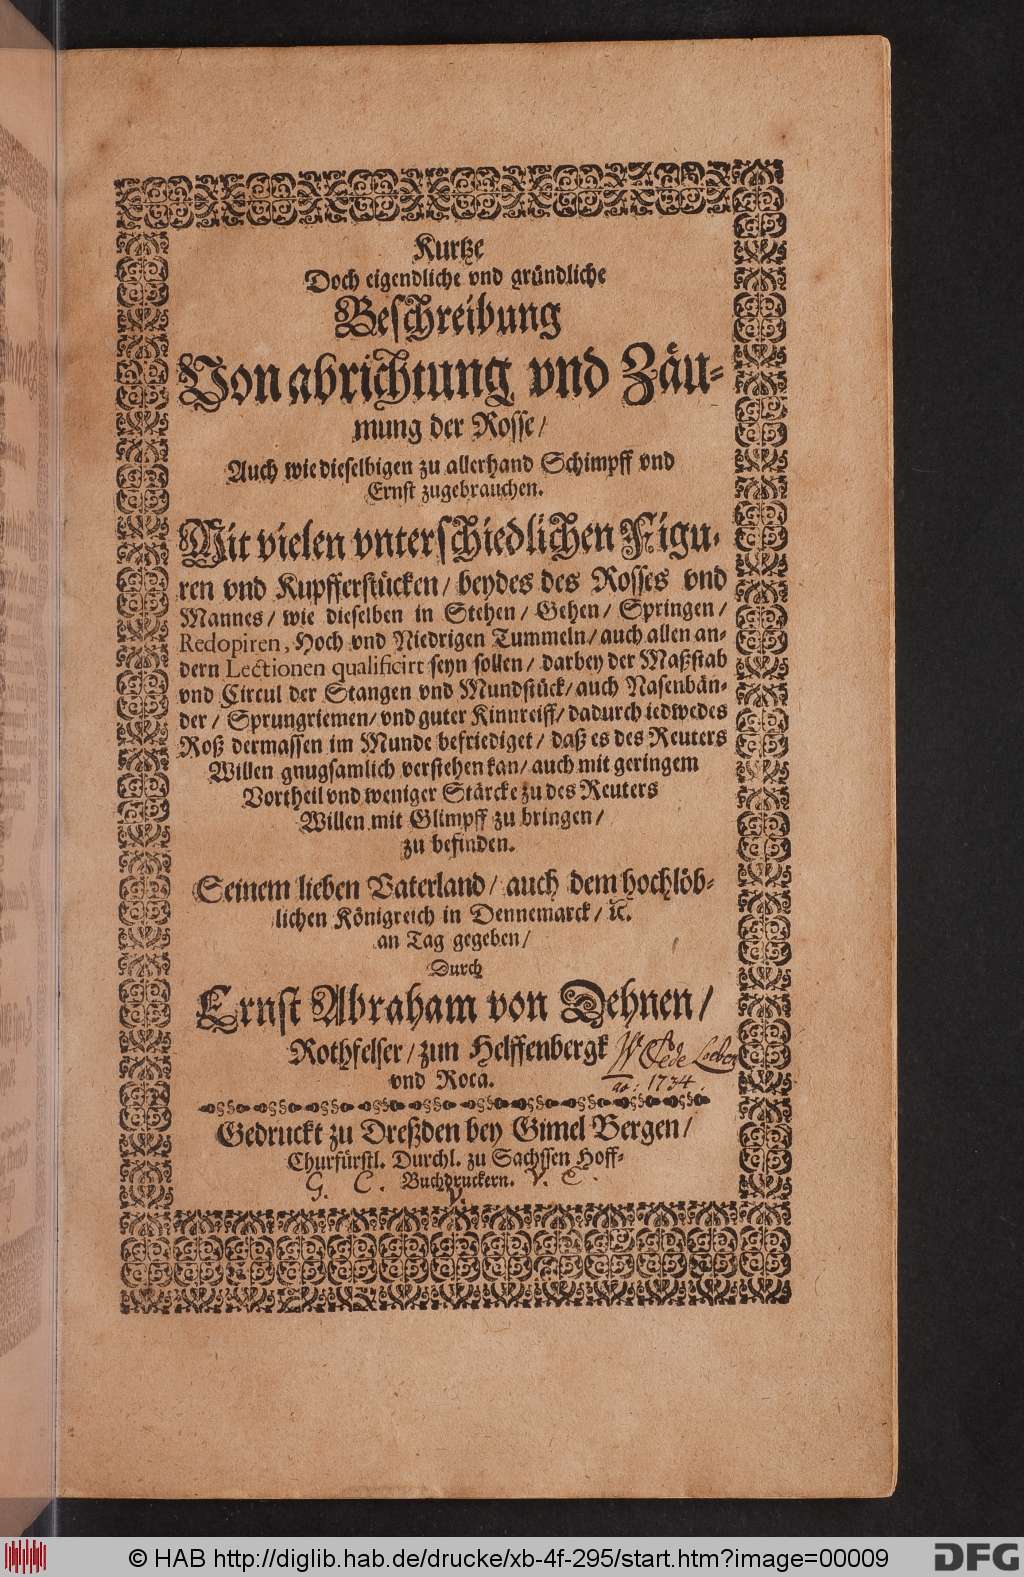 Kurtze
Doch eigendliche vnd gründliche
Beschreibung
Von abrichtung vnd Zäu-
mung der Rosse/
Auch wie dieselbigen zu allerhand Schimpff vnd
Ernst zugebrauchen.
Mit vielen vnterschiedlichen Figu-
ren vnd Kupfferstücken/ beydes des Rosses vnd
Mannes/ wie dieselben in Stehen/ Gehen/ Springen/
Redopiren, Hoch vnd Niedrigen Tummeln/ auch allen an-
dern Lectionen qualificirt seyn sollen/ darbey der Maßstab
vnd Circul der Stangen vnd Mundstück/ auch Nasenbän-
der/ Sprungriemen/ vnd guter Kinnreiff/ dadurch iedwedes
Roß dermassen im Munde befriediget/ daß es des Reuters
Willen gnugsamlich verstehen kan/ auch mit geringem
Vortheil vnd weniger Stärcke zu des Reuters
Willen mit Glimpff zu bringen/
zu befinden.
Seinem lieben Vaterland/ auch dem hochlöb-
lichen Königreich in Dennemarck/ ꝛc.
an Tag gegeben/
Durch
Ernst Abraham von Dehnen/
Rothfelser/ zum Helffenbergk
vnd Roca.
ao: 1734.
Gedruckt zu Dreßden bey Gimel Bergen/
Churfürstl. Durchl. zu Sachssen Hoff-
Buchdruckern.
G. C. V. V. C.
© HAB http://diglib.hab.de/drucke/xb-4f-295/start.htm?image=00009
DFG